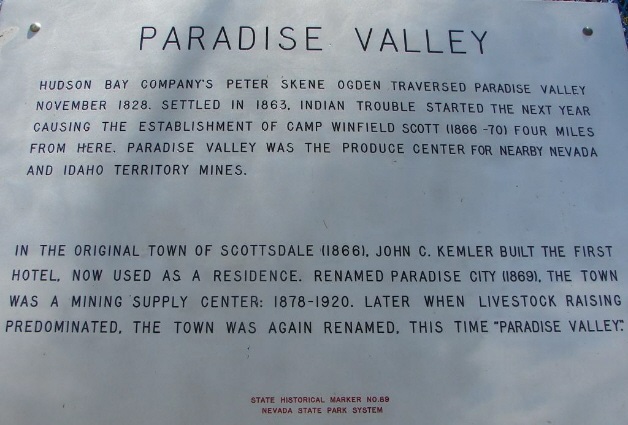 PARADISE VALLEY
HUDSON BAY COMPANY'S PETER SKENE OGDEN TRAVERSED PARADISE VALLEY
NOVEMBER 1828. SETTLED IN 1863, INDIAN TROUBLE STARTED THE NEXT YEAR
CAUSING THE ESTABLISHMENT OF CAMP WINFIELD SCOTT (1866-70) FOUR MILES
FROM HERE. PARADISE VALLEY WAS THE PRODUCE CENTER FOR NEARBY NEVADA
AND IDAHO TERRITORY MINES.
IN THE ORIGINAL TOWN OF SCOTTSDALE (1866), JOHN C. KEMLER BUILT THE FIRST
HOTEL, NOW USED AS A RESIDENCE. RENAMED PARADISE CITY (1869), THE TOWN
WAS A MINING SUPPLY CENTER: 1878-1920. LATER WHEN LIVESTOCK RAISING
PREDOMINATED, THE TOWN WAS AGAIN RENAMED, THIS TIME "PARADISE VALLEY."
STATE HISTORICAL MARKER NO.89
NEVADA STATE PARK SYSTEM